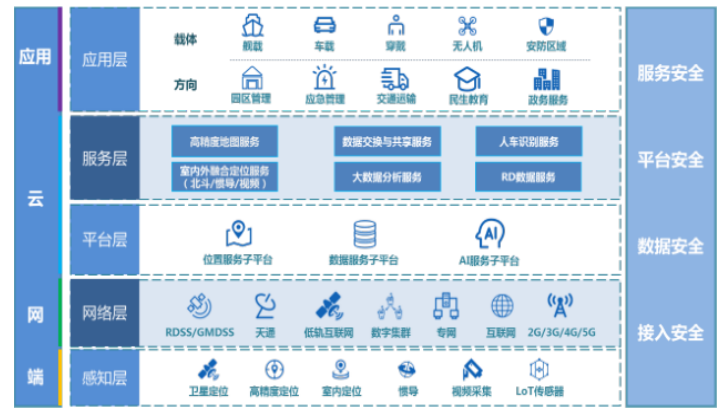 应用
云
网
端
应用层
载体
舰载
车载
穿戴
无人机
安防区域
方向
园区管理
应急管理
交通运输
民生教育
政务服务
服务层
高精度地图服务
数据交换与共享服务
人车识别服务
室内外融合定位服务
(北斗/惯导/视频)
大数据分析服务
RD数据服务
平台层
位置服务子平台
数据服务子平台
AI
AI服务子平台
网络层
RDSS/GMDSS
天通
低轨互联网
数字集群
专网
互联网
2G/3G/4G/5G
感知层
卫星定位
高精度定位
室内定位
惯导
视频采集
LoT传感器
服务安全
平台安全
数据安全
接入安全